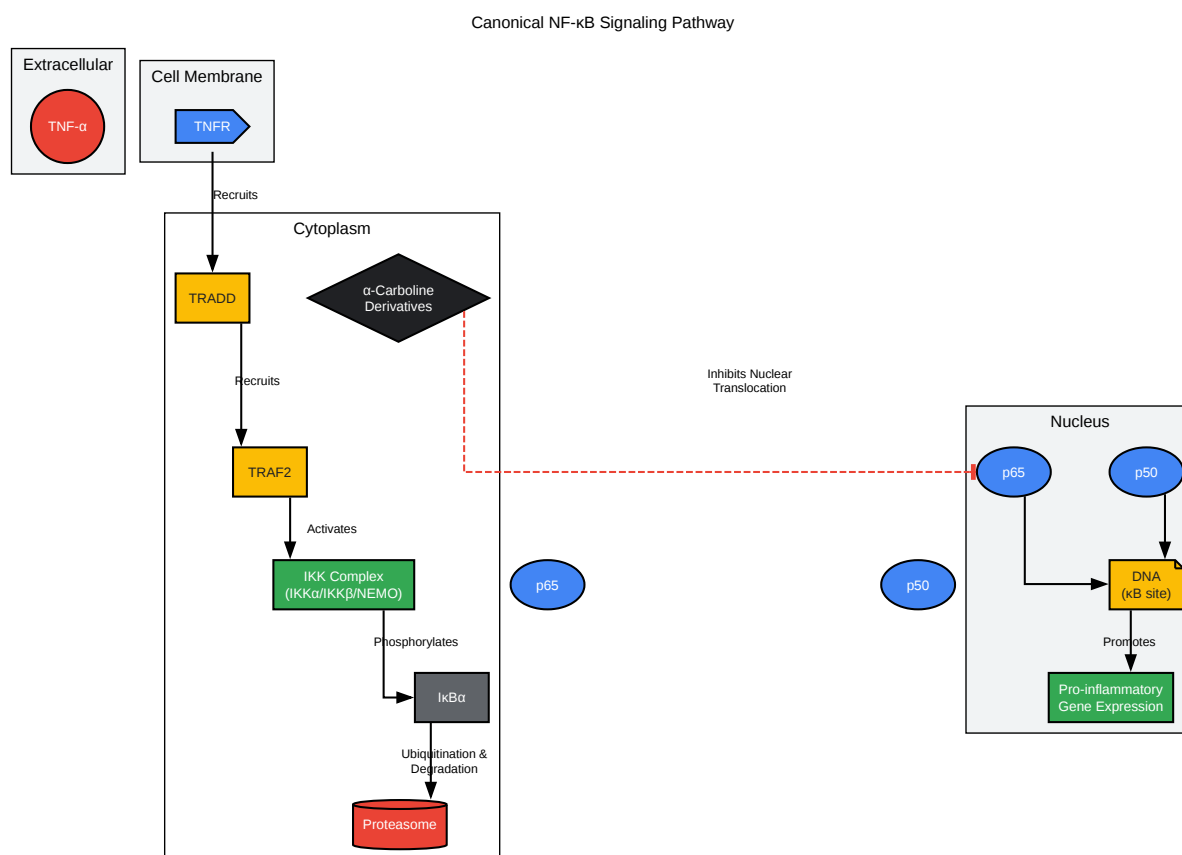 Canonical NF-κB Signaling Pathway
Extracellular
TNF-α
Cell Membrane
TNFR
Recruits
Cytoplasm
TRADD
α-Carboline
Derivatives
Recruits
Inhibits Nuclear
Translocation
Nucleus
TRAF2
p65
p50
Activates
IKK Complex
(IKKα/IKKβ/NEMO)
p65
p50
DNA
(κB site)
Phosphorylates
Promotes
IκBα
Pro-inflammatory
Gene Expression
Ubiquitination &
Degradation
Proteasome